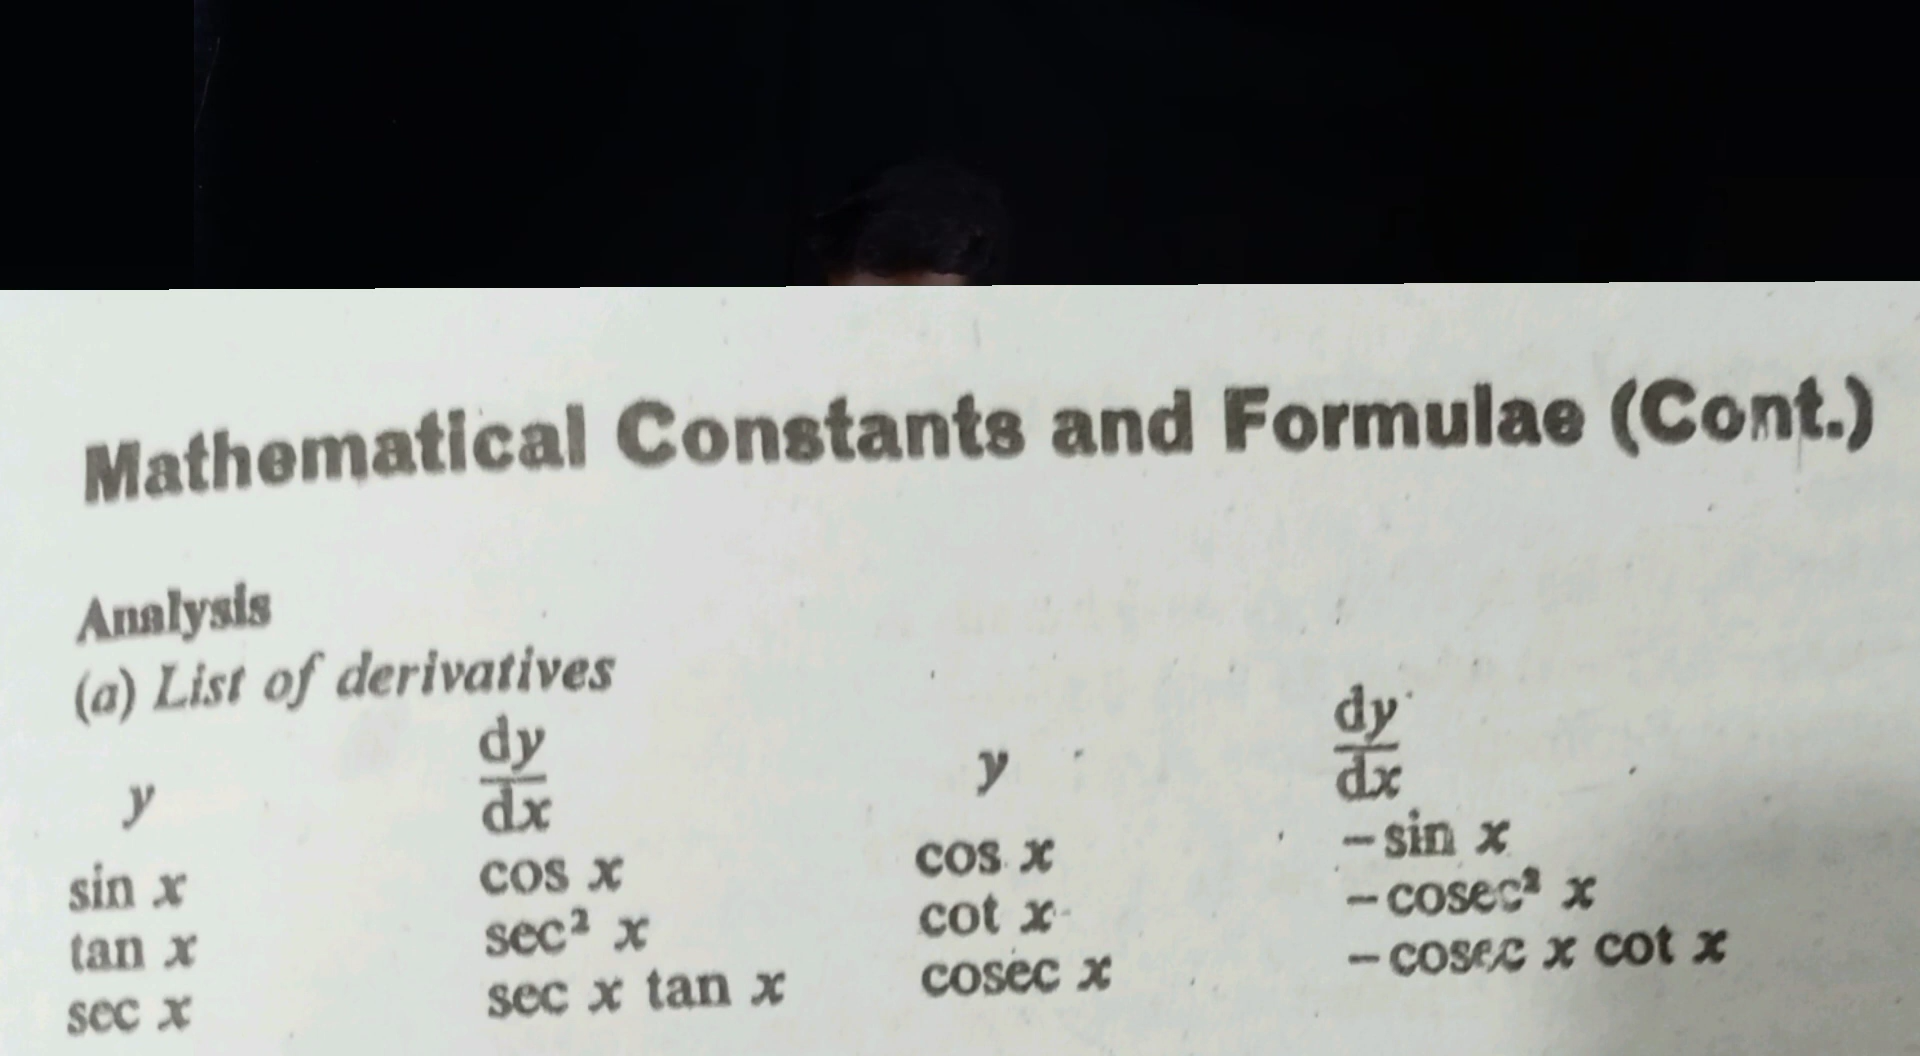 Mathematical Constants and Formulae (Cont.)
Analysis
(a) List of derivatives
y dy/dx y dy/dx
sin x cos x cos x −sin x
tan x sec² x cot x −cosec² x
sec x sec x tan x cosec x −cosec x cot x